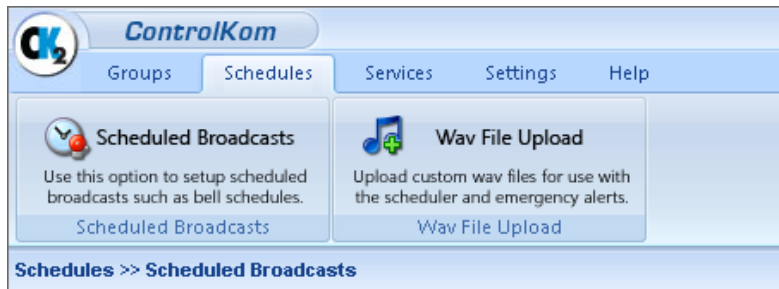 CK2
ControlKom
Groups Schedules Services Settings Help
Scheduled Broadcasts
Use this option to setup scheduled
broadcasts such as bell schedules.
Scheduled Broadcasts
Wav File Upload
Upload custom wav files for use with
the scheduler and emergency alerts.
Wav File Upload
Schedules >> Scheduled Broadcasts